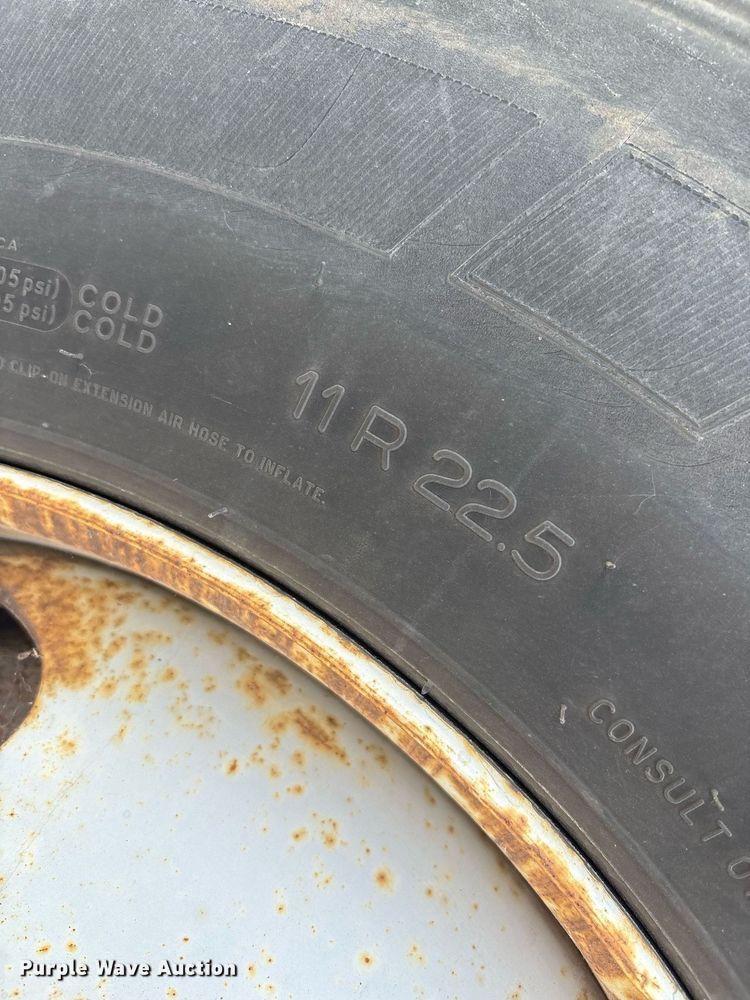 CA
05 psi) COLD
5 psi) COLD
CLIP-ON EXTENSION AIR HOSE TO INFLATE.
11 R 22.5
CONSULT
Purple Wave Auction